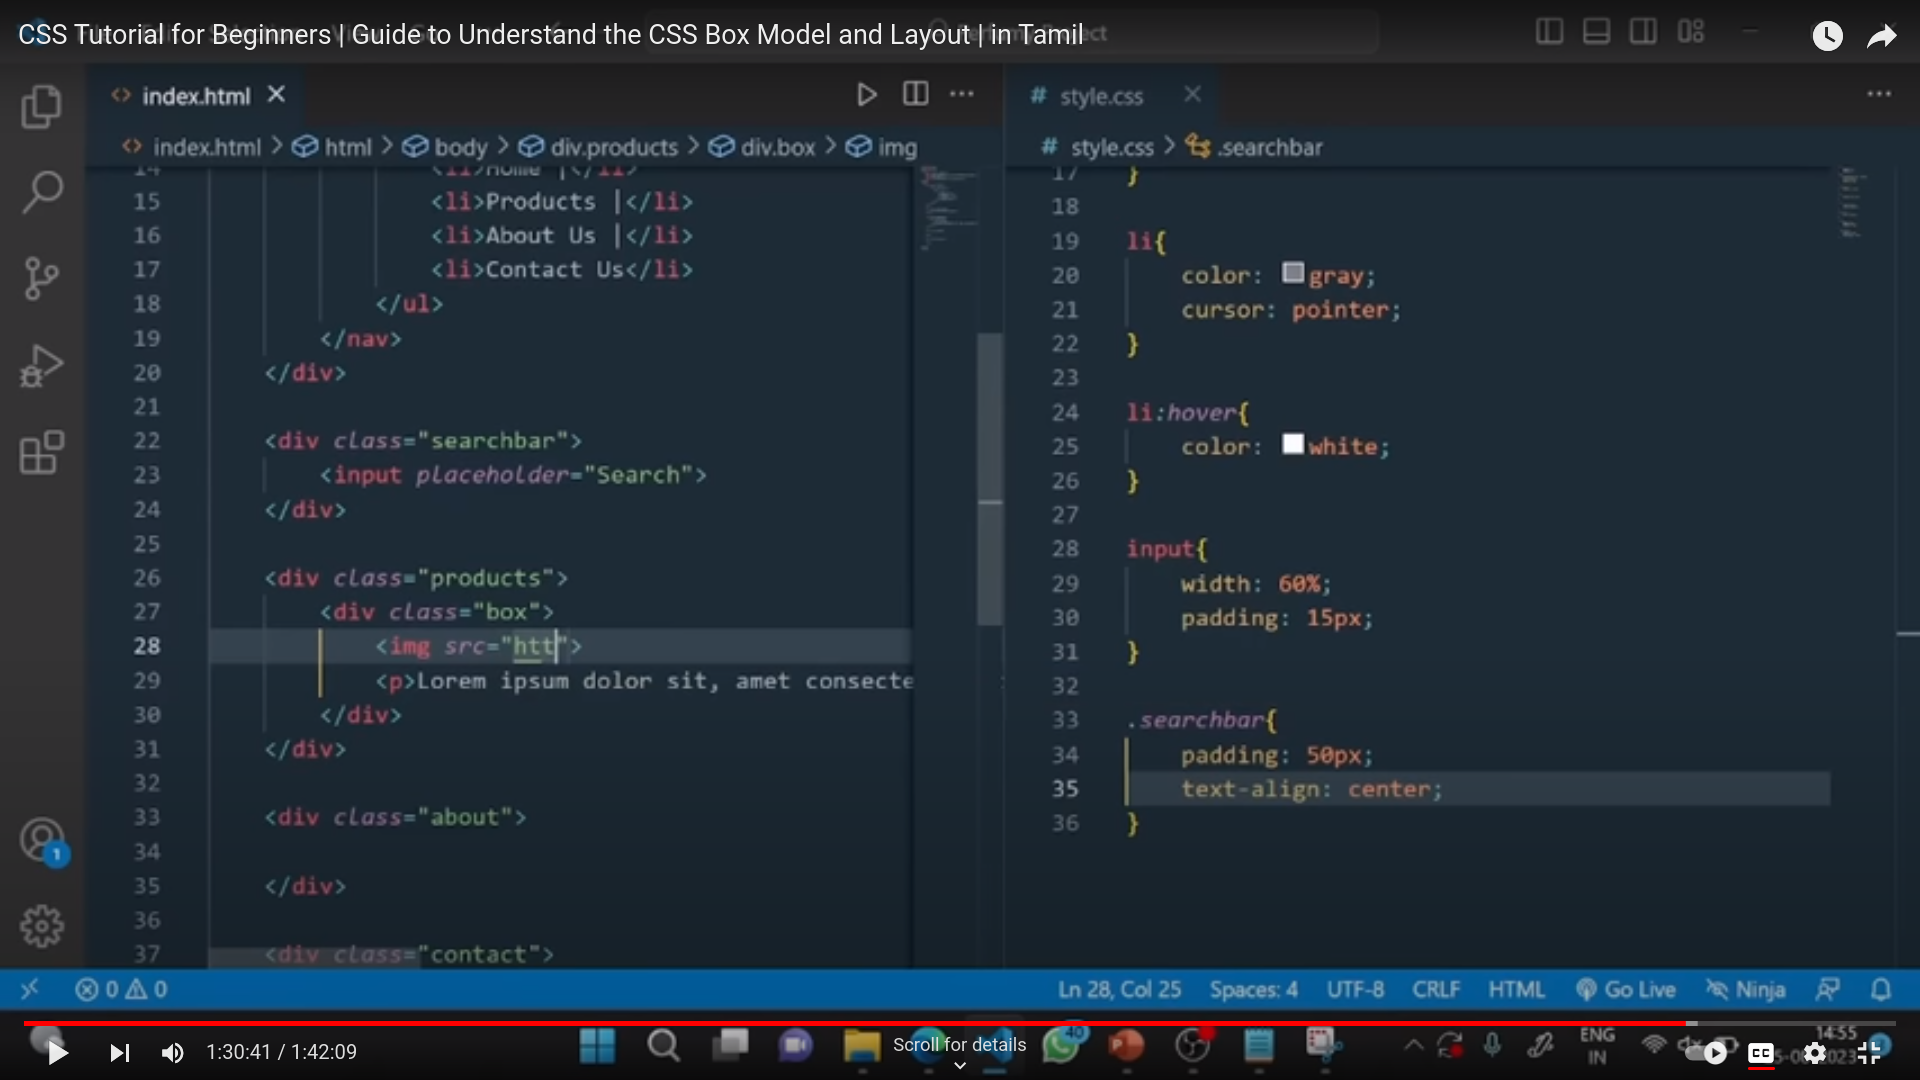 CSS Tutorial for Beginners | Guide to Understand the CSS Box Model and Layout | in Tamil
index.html
index.html > html > body > div.products > div.box > img
14 <li>Home |</li>
15 <li>Products |</li>
16 <li>About Us |</li>
17 <li>Contact Us</li>
18 </ul>
19 </nav>
20 </div>
21
22 <div class="searchbar">
23 <input placeholder="Search">
24 </div>
25
26 <div class="products">
27 <div class="box">
28 <img src="htt">
29 <p>Lorem ipsum dolor sit, amet consecte
30 </div>
31 </div>
32
33 <div class="about">
34
35 </div>
36
37 <div class="contact">
# style.css
# style.css > .searchbar
17 }
18
19 li{
20 color: gray;
21 cursor: pointer;
22 }
23
24 li:hover{
25 color: white;
26 }
27
28 input{
29 width: 60%;
30 padding: 15px;
31 }
32
33 .searchbar{
34 padding: 50px;
35 text-align: center;
36 }
1
0 0 Ln 28, Col 25 Spaces: 4 UTF-8 CRLF HTML Go Live Ninja
1:30:41 / 1:42:09
Scroll for details
40
ENG
IN
14:55
CC